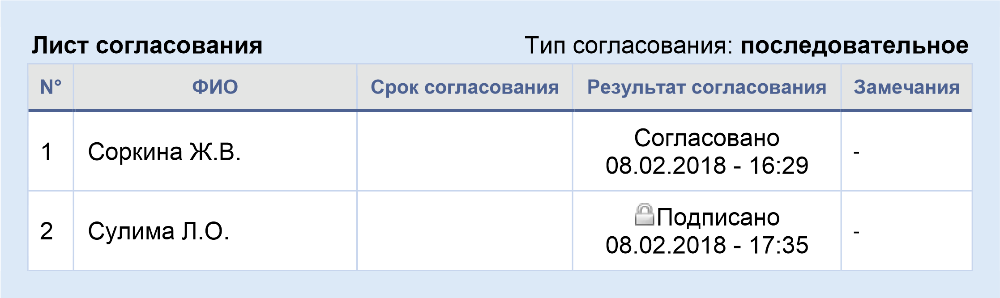 Лист согласования Тип согласования: последовательное
N° ФИО Срок согласования Результат согласования Замечания
1 Соркина Ж.В. Согласовано 08.02.2018 - 16:29 -
2 Сулима Л.О. Подписано 08.02.2018 - 17:35 -